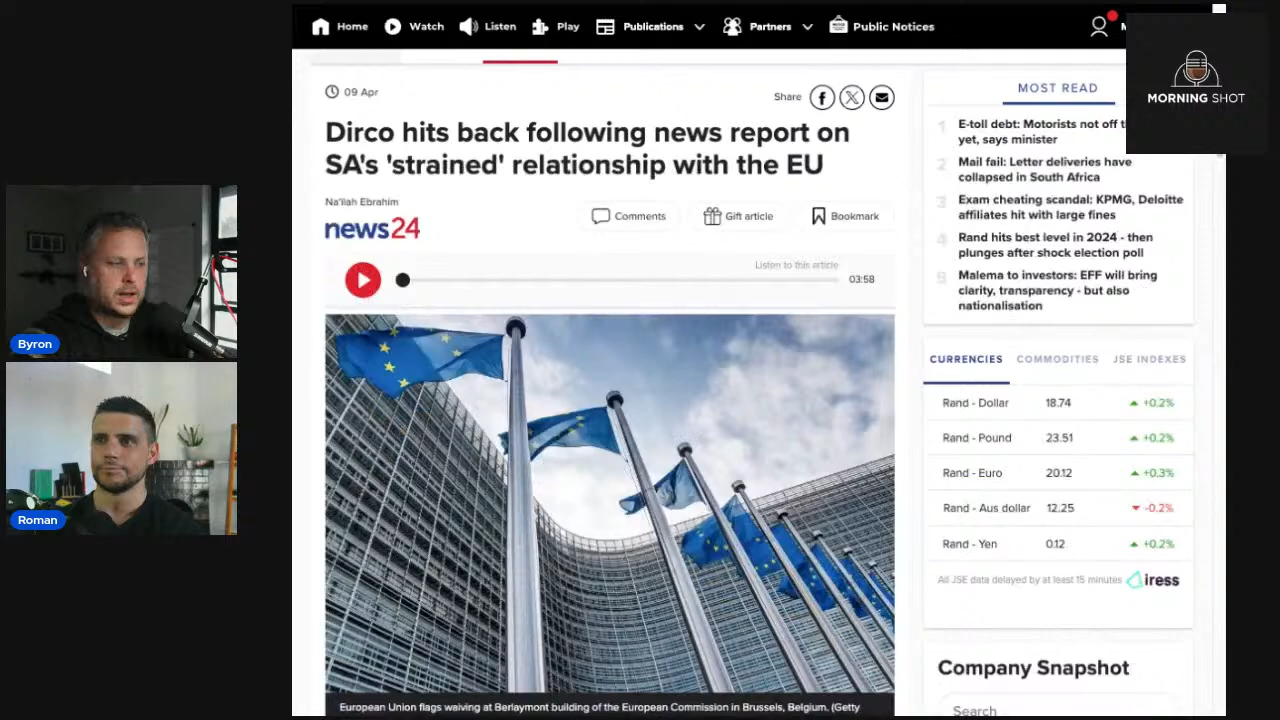 Home
Watch
Listen
Play
Publications
Partners
Public Notices
M
MORNING SHOT
09 Apr
Share
Dirco hits back following news report on
SA's 'strained' relationship with the EU
Na'ilah Ebrahim
news24
Comments
Gift article
Bookmark
Listen to this article
03:58
European Union flags waiving at Berlaymont building of the European Commission in Brussels, Belgium. (Getty
MOST READ
1
E-toll debt: Motorists not off t
yet, says minister
2
Mail fail: Letter deliveries have
collapsed in South Africa
3
Exam cheating scandal: KPMG, Deloitte
affiliates hit with large fines
4
Rand hits best level in 2024 - then
plunges after shock election poll
5
Malema to investors: EFF will bring
clarity, transparency - but also
nationalisation
CURRENCIES COMMODITIES JSE INDEXES
Rand - Dollar 18.74 +0.2%
Rand - Pound 23.51 +0.2%
Rand - Euro 20.12 +0.3%
Rand - Aus dollar 12.25 -0.2%
Rand - Yen 0.12 +0.2%
All JSE data delayed by at least 15 minutes iress
Company Snapshot
Search
Byron
Roman